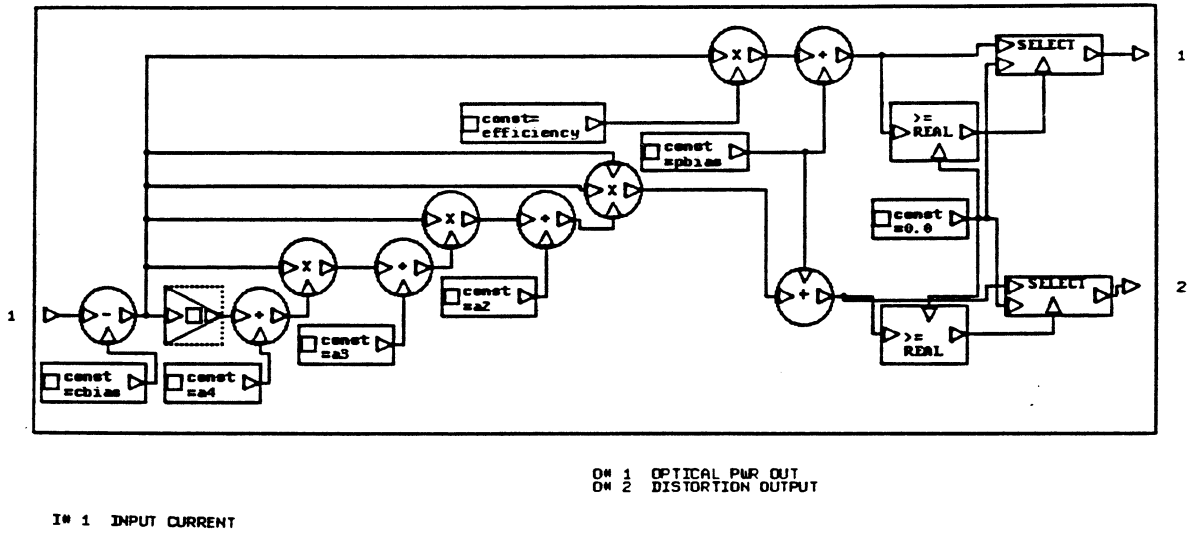 SELECT
1
X
+
const=
efficiency
>=
REAL
const
=pbias
X
const
=0.0
X
+
X
+
const
=a2
+
SELECT
2
1
-
+
const
=a3
>=
REAL
const
=cbias
const
=a4
O# 1 OPTICAL PWR OUT
O# 2 DISTORTION OUTPUT
I# 1 INPUT CURRENT